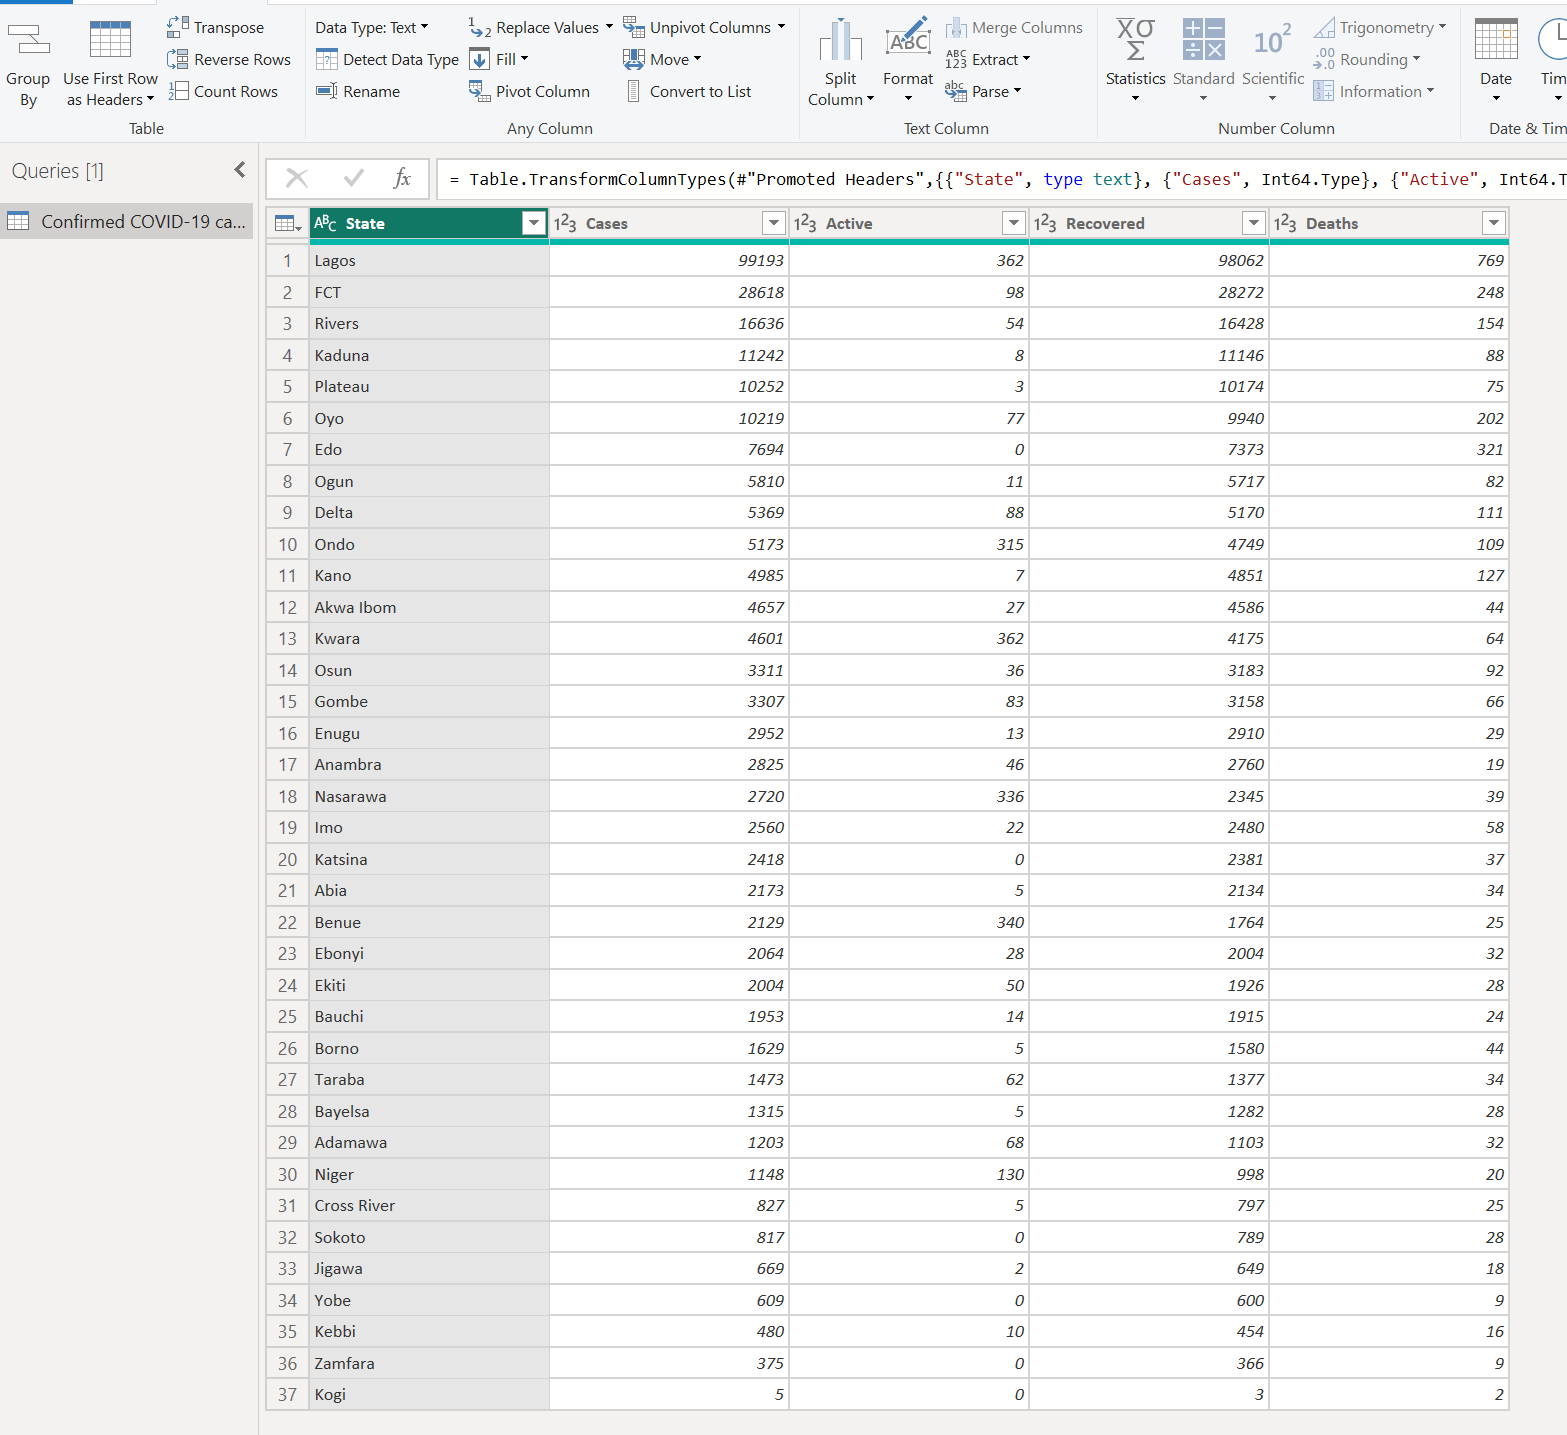 Group By
Use First Row as Headers
Transpose
Reverse Rows
Count Rows
Table
Data Type: Text
Detect Data Type
Rename
Replace Values
Fill
Pivot Column
Unpivot Columns
Move
Convert to List
Any Column
Split Column
Format
Merge Columns
Extract
Parse
Text Column
Statistics
Standard
Scientific
Trigonometry
Rounding
Information
Number Column
Date
Tim
Date & Tim
Queries [1]
Confirmed COVID-19 ca...
fx = Table.TransformColumnTypes(#"Promoted Headers",{{"State", type text}, {"Cases", Int64.Type}, {"Active", Int64.T
ABC State 123 Cases 123 Active 123 Recovered 123 Deaths
1 Lagos 99193 362 98062 769
2 FCT 28618 98 28272 248
3 Rivers 16636 54 16428 154
4 Kaduna 11242 8 11146 88
5 Plateau 10252 3 10174 75
6 Oyo 10219 77 9940 202
7 Edo 7694 0 7373 321
8 Ogun 5810 11 5717 82
9 Delta 5369 88 5170 111
10 Ondo 5173 315 4749 109
11 Kano 4985 7 4851 127
12 Akwa Ibom 4657 27 4586 44
13 Kwara 4601 362 4175 64
14 Osun 3311 36 3183 92
15 Gombe 3307 83 3158 66
16 Enugu 2952 13 2910 29
17 Anambra 2825 46 2760 19
18 Nasarawa 2720 336 2345 39
19 Imo 2560 22 2480 58
20 Katsina 2418 0 2381 37
21 Abia 2173 5 2134 34
22 Benue 2129 340 1764 25
23 Ebonyi 2064 28 2004 32
24 Ekiti 2004 50 1926 28
25 Bauchi 1953 14 1915 24
26 Borno 1629 5 1580 44
27 Taraba 1473 62 1377 34
28 Bayelsa 1315 5 1282 28
29 Adamawa 1203 68 1103 32
30 Niger 1148 130 998 20
31 Cross River 827 5 797 25
32 Sokoto 817 0 789 28
33 Jigawa 669 2 649 18
34 Yobe 609 0 600 9
35 Kebbi 480 10 454 16
36 Zamfara 375 0 366 9
37 Kogi 5 0 3 2